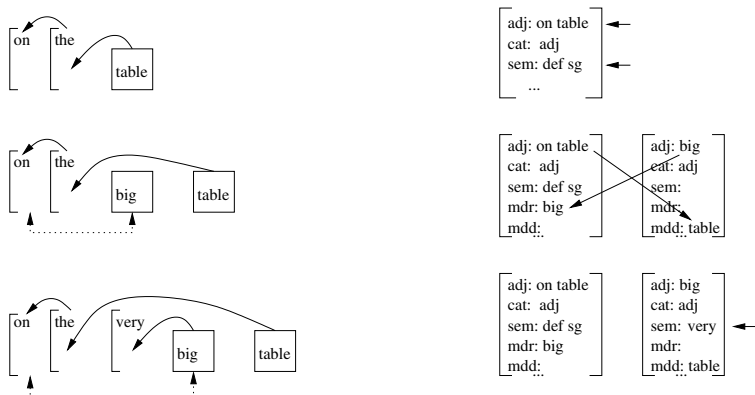 on the table
adj: on table
cat: adj
sem: def sg
...
on the big table
adj: on table
cat: adj
sem: def sg
mdr: big
mdd:
...
adj: big
cat: adj
sem:
mdr:
mdd: table
...
on the very big table
adj: on table
cat: adj
sem: def sg
mdr: big
mdd:
...
adj: big
cat: adj
sem: very
mdr:
mdd: table
...